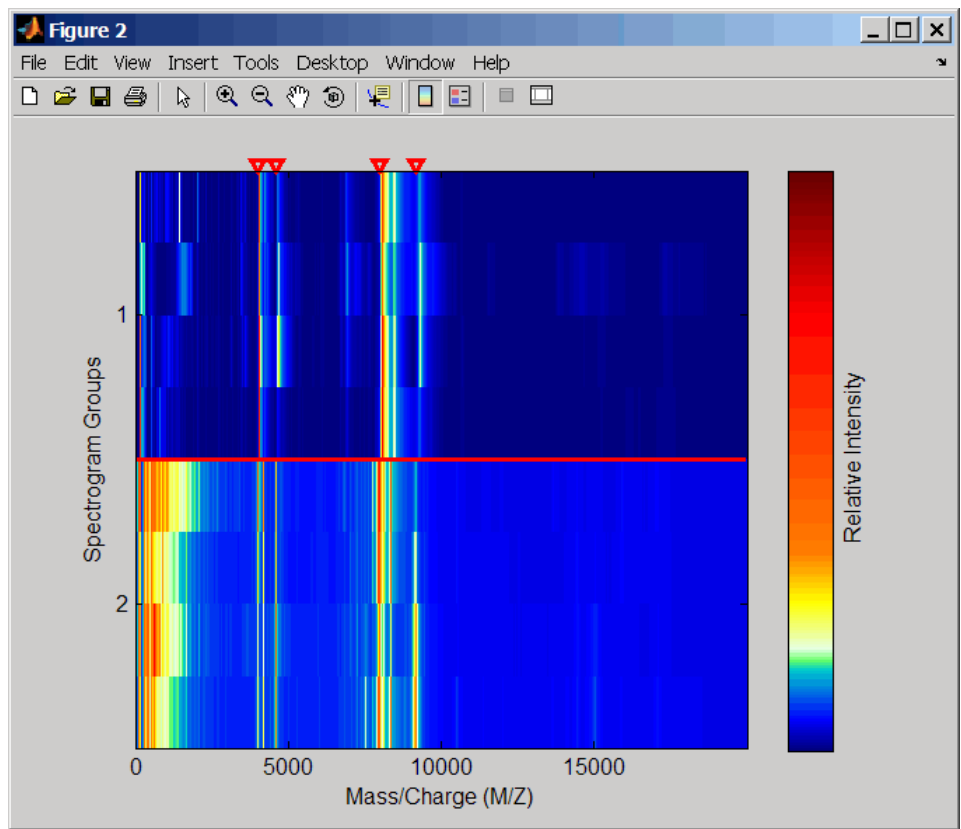 Figure 2
File Edit View Insert Tools Desktop Window Help
1
2
Spectrogram Groups
0 5000 10000 15000
Mass/Charge (M/Z)
Relative Intensity